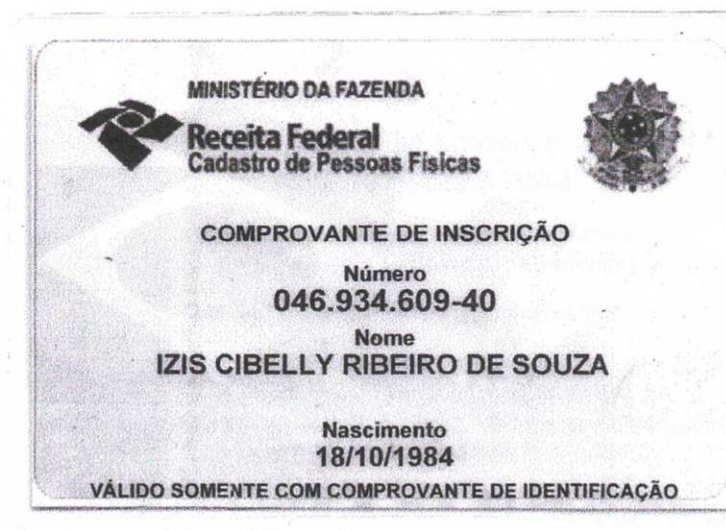 MINISTÉRIO DA FAZENDA
Receita Federal
Cadastro de Pessoas Físicas
COMPROVANTE DE INSCRIÇÃO
Número
046.934.609-40
Nome
IZIS CIBELLY RIBEIRO DE SOUZA
Nascimento
18/10/1984
VÁLIDO SOMENTE COM COMPROVANTE DE IDENTIFICAÇÃO